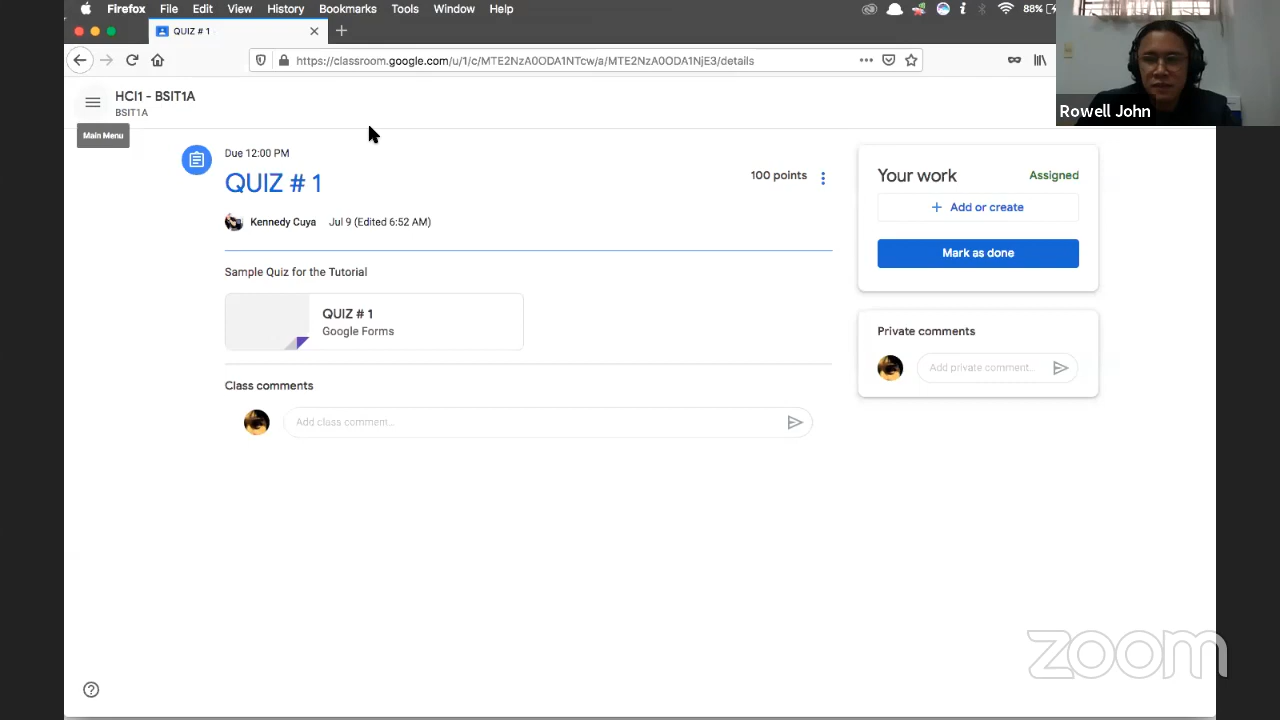 Firefox File Edit View History Bookmarks Tools Window Help 88%
QUIZ # 1
https://classroom.google.com/u/1/c/MTE2NzA0ODA1NTcw/a/MTE2NzA0ODA1NjE3/details
HCI1 - BSIT1A
BSIT1A
Main Menu
Rowell John
Due 12:00 PM
QUIZ # 1
100 points
Kennedy Cuya Jul 9 (Edited 6:52 AM)
Sample Quiz for the Tutorial
QUIZ # 1
Google Forms
Class comments
Add class comment...
Your work Assigned
+ Add or create
Mark as done
Private comments
Add private comment...
zoom